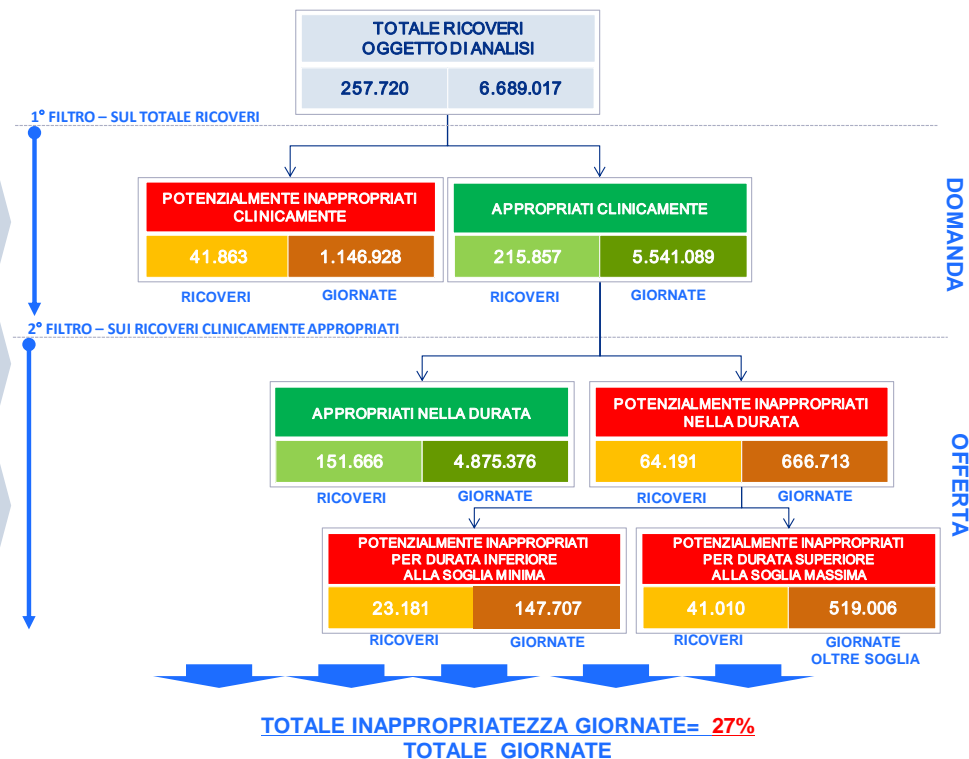 TOTALE RICOVERI
OGGETTO DI ANALISI
257.720 6.689.017
1° FILTRO – SUL TOTALE RICOVERI
POTENZIALMENTE INAPPROPRIATI
CLINICAMENTE
41.863 1.146.928
RICOVERI GIORNATE
APPROPRIATI CLINICAMENTE
215.857 5.541.089
RICOVERI GIORNATE
DOMANDA
2° FILTRO – SUI RICOVERI CLINICAMENTE APPROPRIATI
APPROPRIATI NELLA DURATA
151.666 4.875.376
RICOVERI GIORNATE
POTENZIALMENTE INAPPROPRIATI
NELLA DURATA
64.191 666.713
RICOVERI GIORNATE
OFFERTA
POTENZIALMENTE INAPPROPRIATI
PER DURATA INFERIORE
ALLA SOGLIA MINIMA
23.181 147.707
RICOVERI GIORNATE
POTENZIALMENTE INAPPROPRIATI
PER DURATA SUPERIORE
ALLA SOGLIA MASSIMA
41.010 519.006
RICOVERI GIORNATE
OLTRE SOGLIA
TOTALE INAPPROPRIATEZZA GIORNATE= 27%
TOTALE GIORNATE